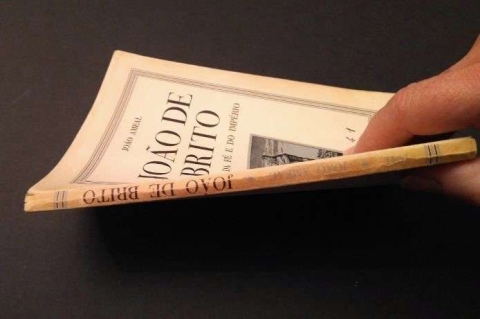 JOÃO AMEAL
JOÃO DE
BRITO
DA FÉ E DO IMPÉRIO
JOÃO DE BRITO